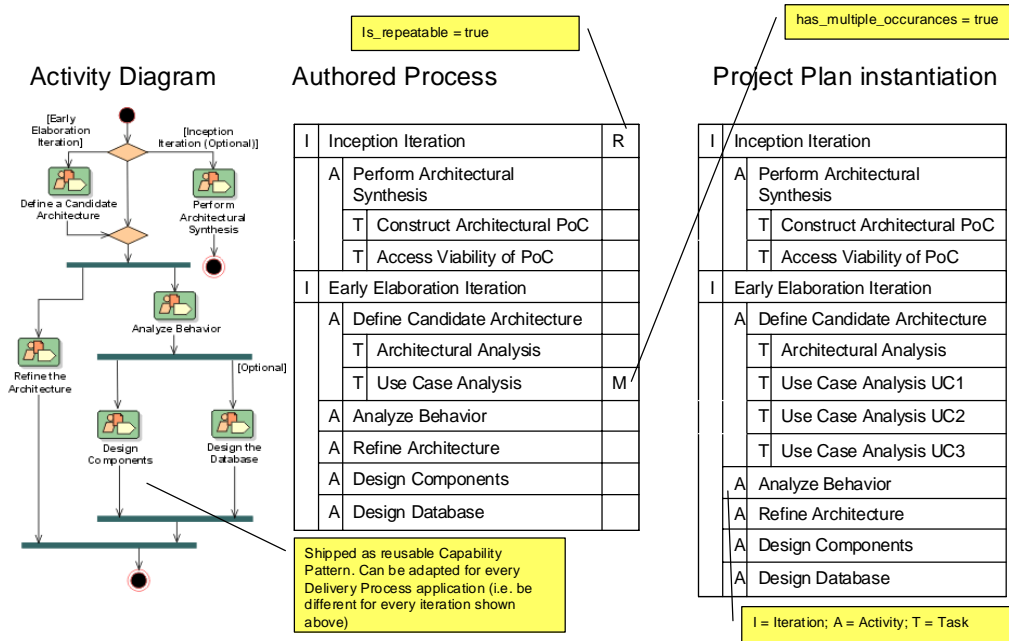 Is_repeatable = true
has_multiple_occurances = true
Activity Diagram
Authored Process
Project Plan instantiation
[Early
Elaboration
Iteration]
[Inception
Iteration (Optional)]
Define a Candidate
Architecture
Perform
Architectural
Synthesis
Analyze Behavior
[Optional]
Refine the
Architecture
Design
Components
Design the
Database
I Inception Iteration R
A Perform Architectural
Synthesis
T Construct Architectural PoC
T Access Viability of PoC
I Early Elaboration Iteration
A Define Candidate Architecture
T Architectural Analysis
T Use Case Analysis M
A Analyze Behavior
A Refine Architecture
A Design Components
A Design Database
I Inception Iteration
A Perform Architectural
Synthesis
T Construct Architectural PoC
T Access Viability of PoC
I Early Elaboration Iteration
A Define Candidate Architecture
T Architectural Analysis
T Use Case Analysis UC1
T Use Case Analysis UC2
T Use Case Analysis UC3
A Analyze Behavior
A Refine Architecture
A Design Components
A Design Database
Shipped as reusable Capability
Pattern. Can be adapted for every
Delivery Process application (i.e. be
different for every iteration shown
above)
I = Iteration; A = Activity; T = Task